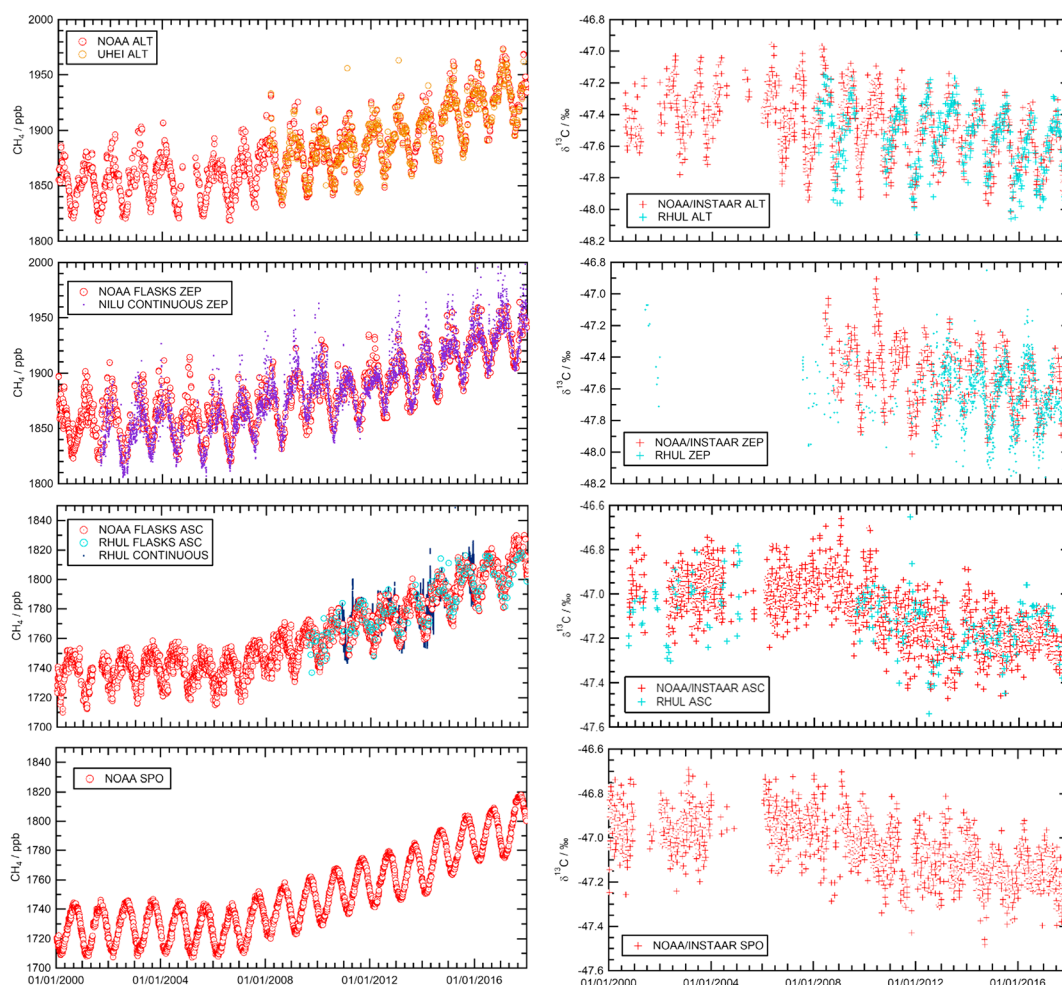 2000
1950
1900
1850
1800
CH₄ / ppb
NOAA ALT
UHEI ALT
-46.8
-47.0
-47.2
-47.4
-47.6
-47.8
-48.0
-48.2
δ ¹³C / ‰
NOAA/INSTAAR ALT
RHUL ALT
2000
1950
1900
1850
1800
CH₄ / ppb
NOAA FLASKS ZEP
NILU CONTINUOUS ZEP
-46.8
-47.0
-47.2
-47.4
-47.6
-47.8
-48.0
-48.2
δ ¹³C / ‰
NOAA/INSTAAR ZEP
RHUL ZEP
1840
1820
1800
1780
1760
1740
1720
1700
CH₄ / ppb
NOAA FLASKS ASC
RHUL FLASKS ASC
RHUL CONTINUOUS
-46.6
-46.8
-47.0
-47.2
-47.4
-47.6
δ ¹³C / ‰
NOAA/INSTAAR ASC
RHUL ASC
1840
1820
1800
1780
1760
1740
1720
1700
CH₄ / ppb
NOAA SPO
01/01/2000 01/01/2004 01/01/2008 01/01/2012 01/01/2016
-46.6
-46.8
-47.0
-47.2
-47.4
-47.6
δ ¹³C / ‰
NOAA/INSTAAR SPO
01/01/2000 01/01/2004 01/01/2008 01/01/2012 01/01/2016